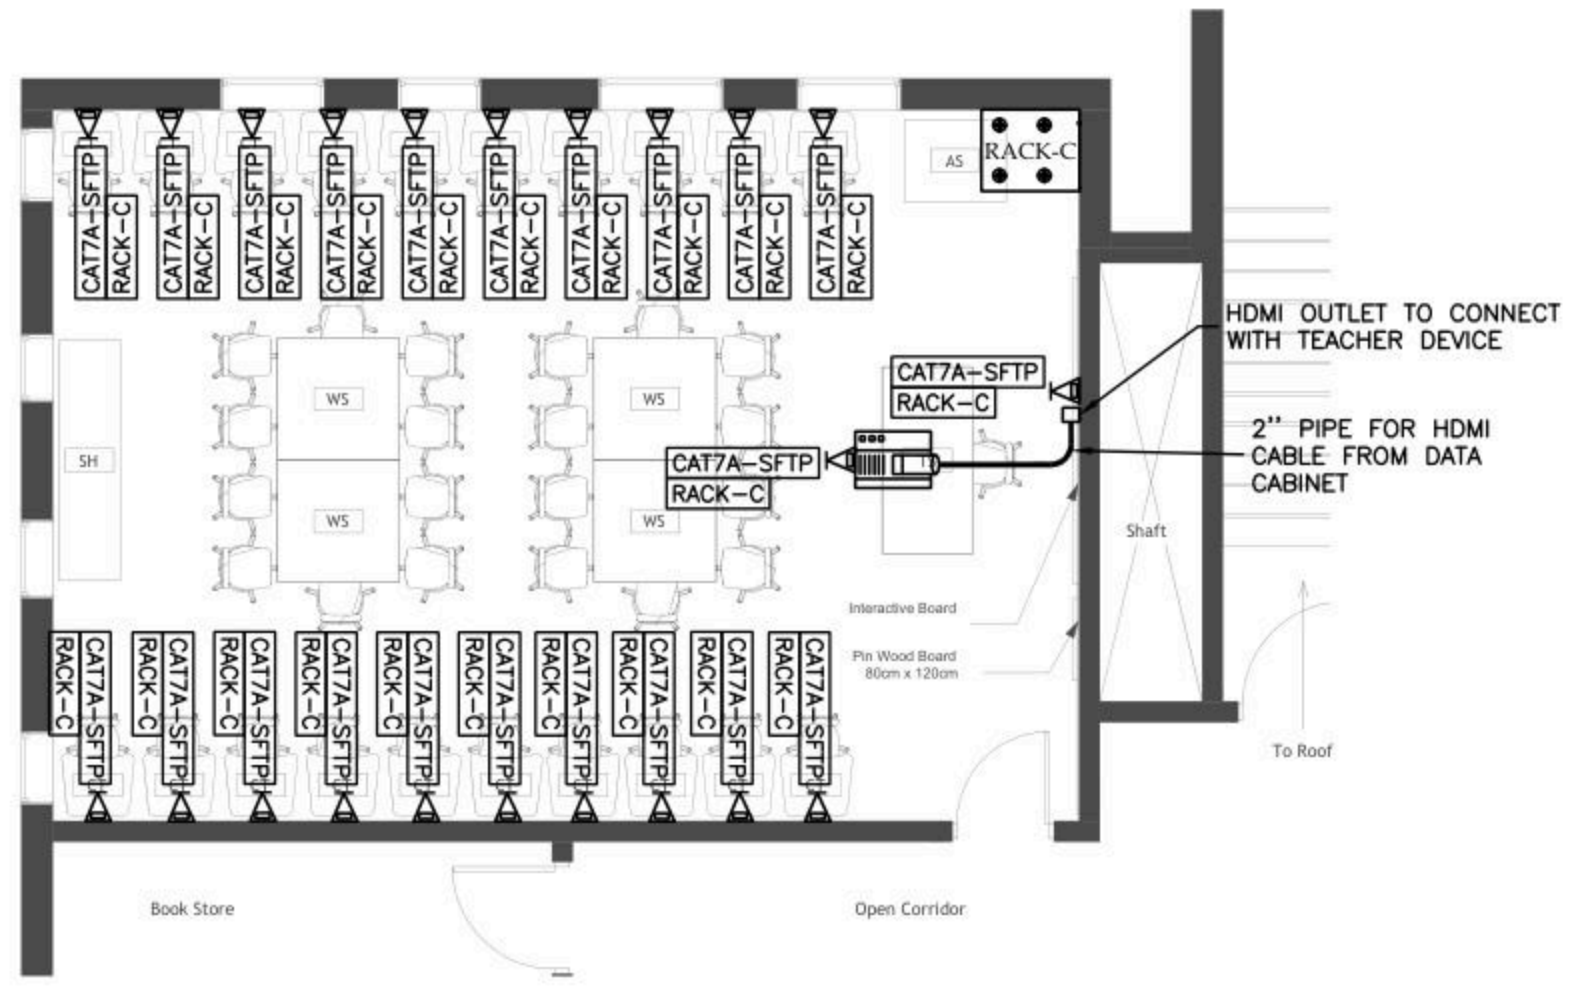 CAT7A-SFTP
RACK-C
CAT7A-SFTP
RACK-C
CAT7A-SFTP
RACK-C
CAT7A-SFTP
RACK-C
CAT7A-SFTP
RACK-C
CAT7A-SFTP
RACK-C
CAT7A-SFTP
RACK-C
CAT7A-SFTP
RACK-C
CAT7A-SFTP
RACK-C
CAT7A-SFTP
RACK-C
AS
RACK-C
HDMI OUTLET TO CONNECT
WITH TEACHER DEVICE
CAT7A-SFTP
RACK-C
WS
WS
2'' PIPE FOR HDMI
CABLE FROM DATA
CABINET
SH
CAT7A-SFTP
RACK-C
WS
WS
Shaft
Interactive Board
Pin Wood Board
80cm x 120cm
CAT7A-SFTP
RACK-C
CAT7A-SFTP
RACK-C
CAT7A-SFTP
RACK-C
CAT7A-SFTP
RACK-C
CAT7A-SFTP
RACK-C
CAT7A-SFTP
RACK-C
CAT7A-SFTP
RACK-C
CAT7A-SFTP
RACK-C
CAT7A-SFTP
RACK-C
CAT7A-SFTP
RACK-C
To Roof
Book Store
Open Corridor